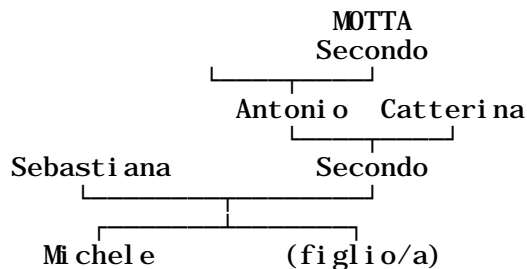 MOTTA
Secondo
Antonio Catterina
Sebastiana Secondo
Michele (figlio/a)